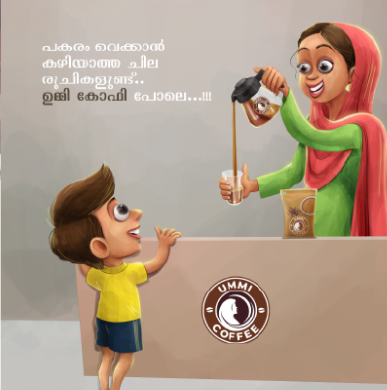 പകരം വെക്കാൻ
കഴിയാത്ത ചില
രുചികളുണ്ട്..
ഉമ്മി കോഫി പോലെ...!!!
UMMI
COFFEE